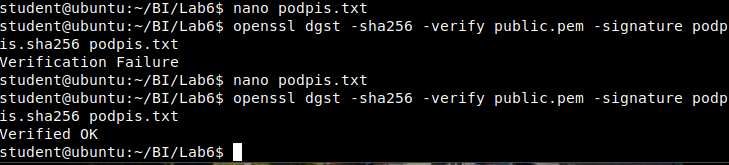 student@ubuntu:~/BI/Lab6$ nano podpis.txt
student@ubuntu:~/BI/Lab6$ openssl dgst -sha256 -verify public.pem -signature podp
is.sha256 podpis.txt
Verification Failure
student@ubuntu:~/BI/Lab6$ nano podpis.txt
student@ubuntu:~/BI/Lab6$ openssl dgst -sha256 -verify public.pem -signature podp
is.sha256 podpis.txt
Verified OK
student@ubuntu:~/BI/Lab6$